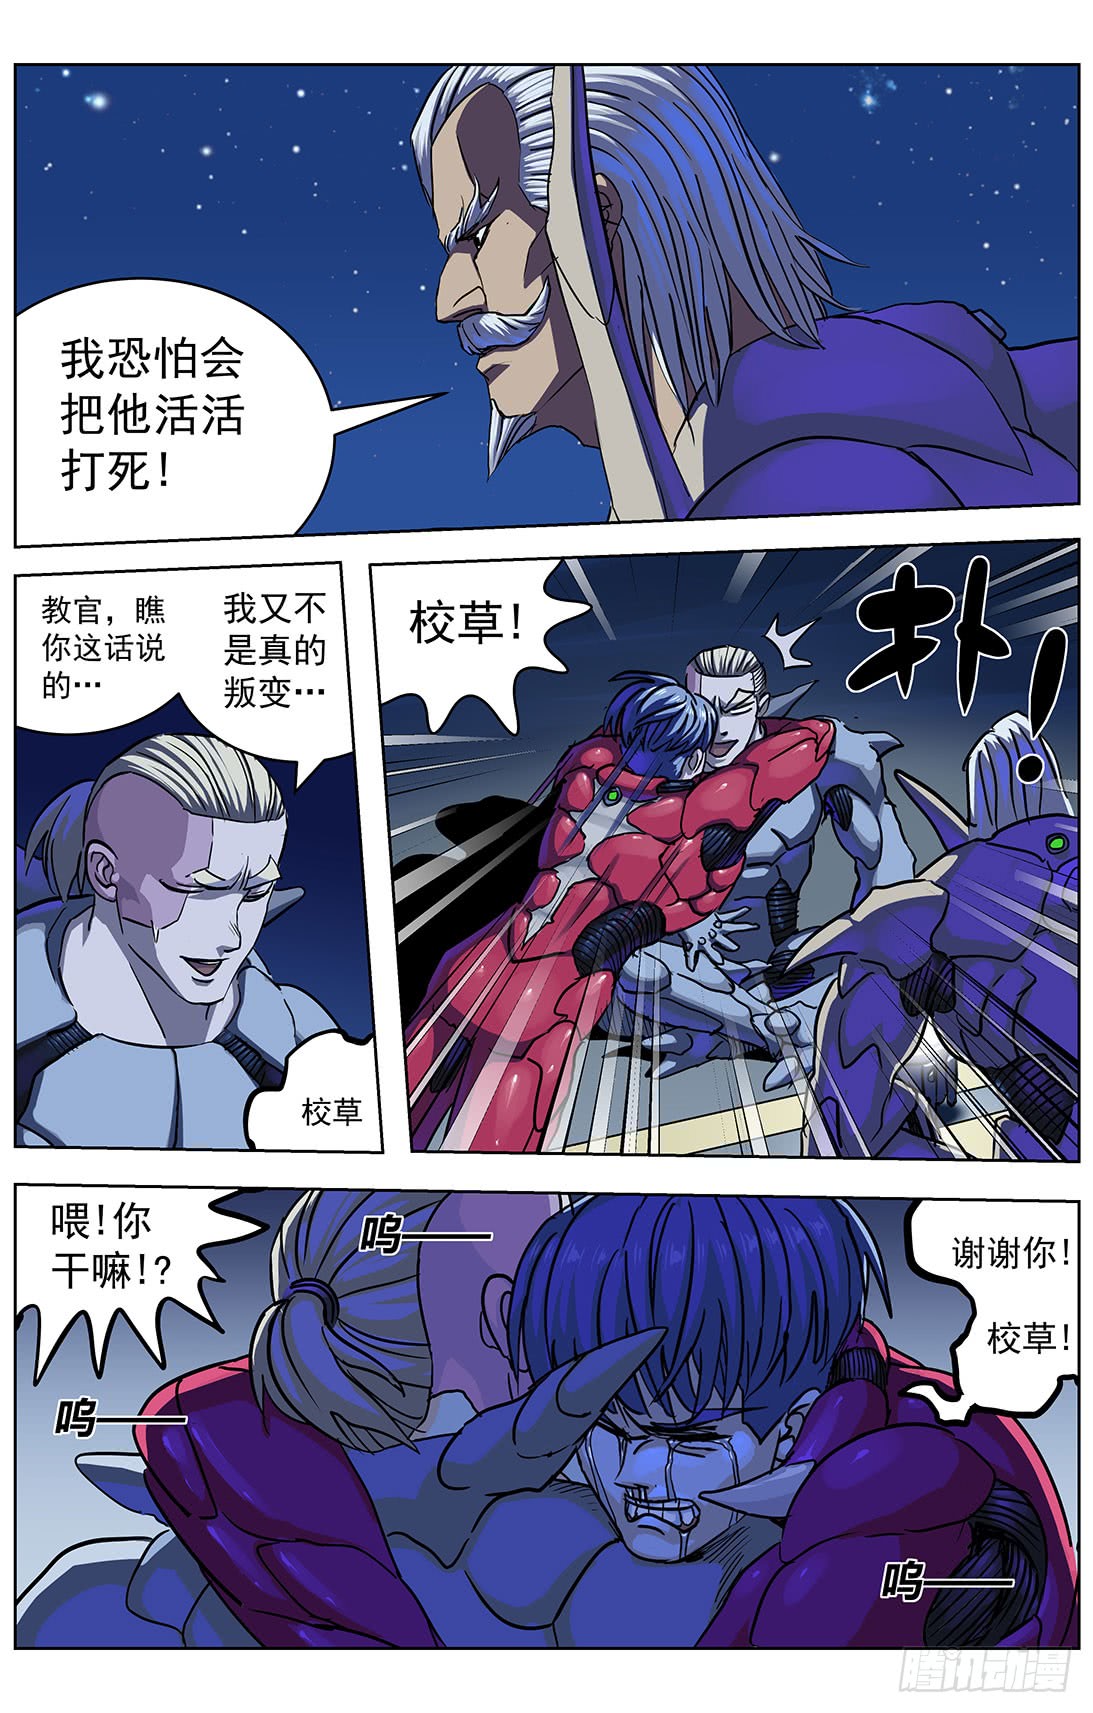 我恐怕会
把他活活
打死！
教官，瞧
你这话说
的…
我又不
是真的
叛变…
校草
校草！
扑！
喂！你
干嘛！？
呜——
呜——
谢谢你！
校草！
呜——
腾讯动漫